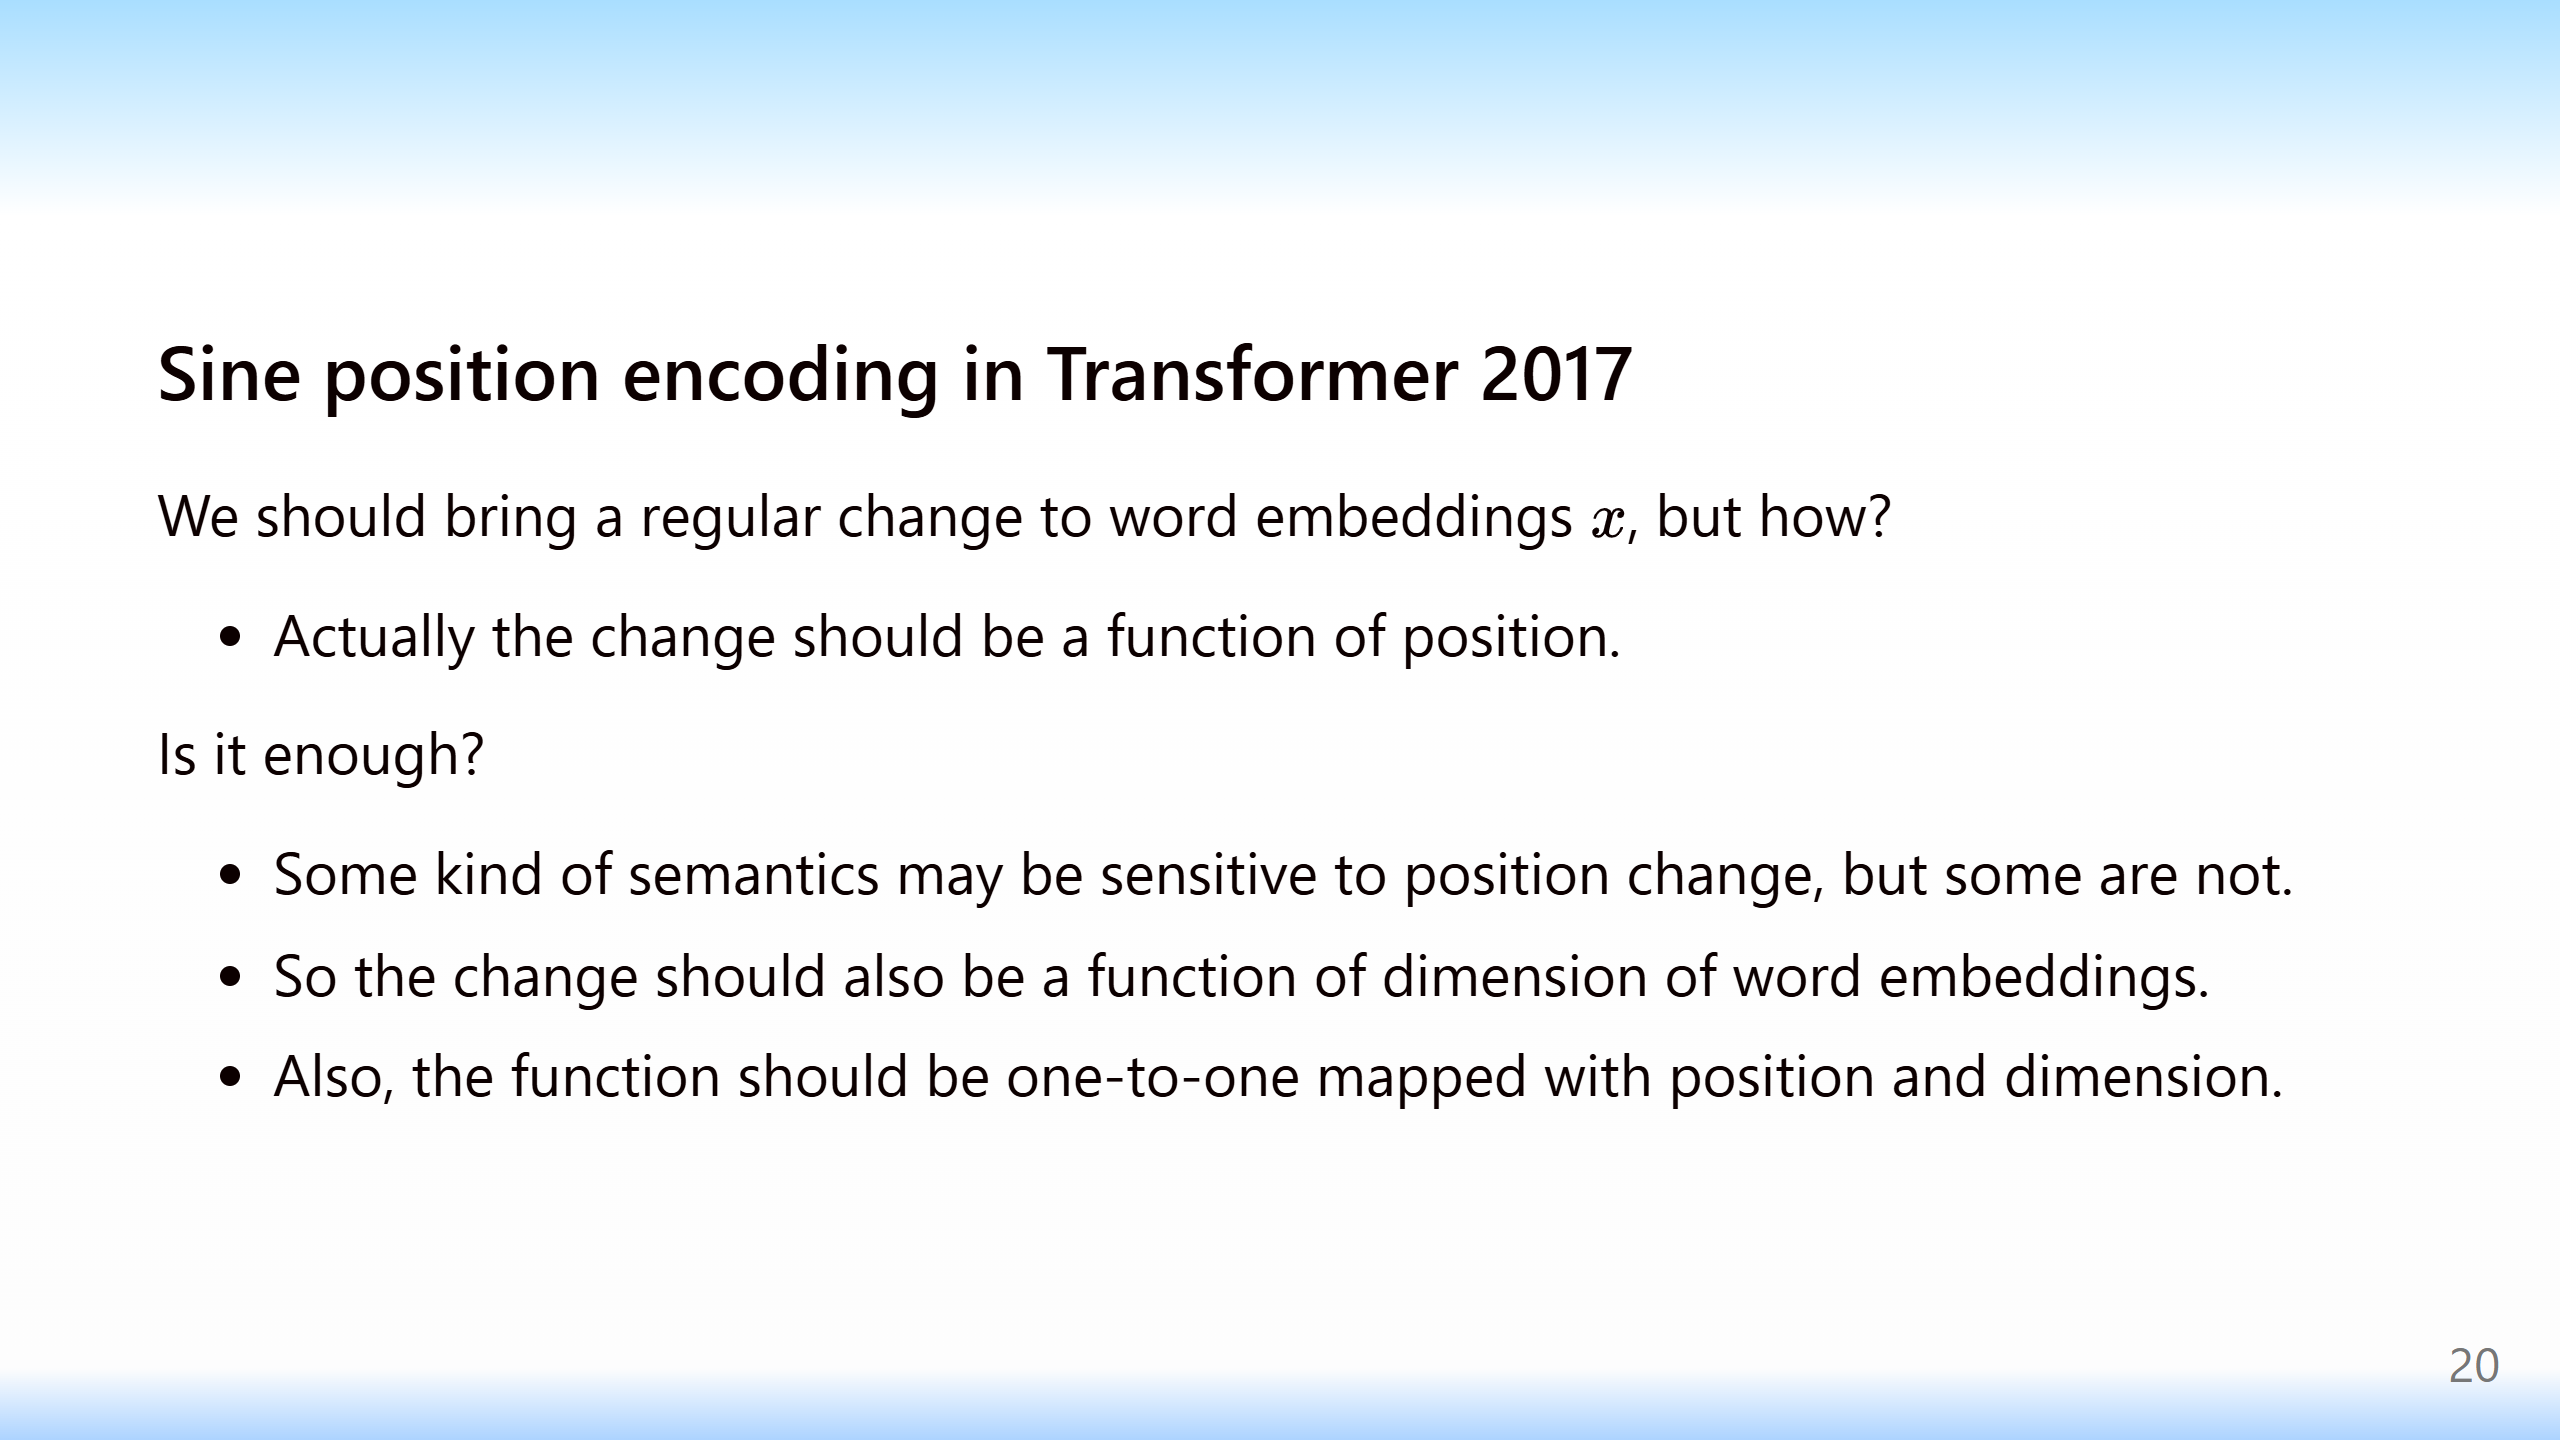 Sine position encoding in Transformer 2017
We should bring a regular change to word embeddings x, but how?
• Actually the change should be a function of position.
Is it enough?
• Some kind of semantics may be sensitive to position change, but some are not.
• So the change should also be a function of dimension of word embeddings.
• Also, the function should be one-to-one mapped with position and dimension.
20